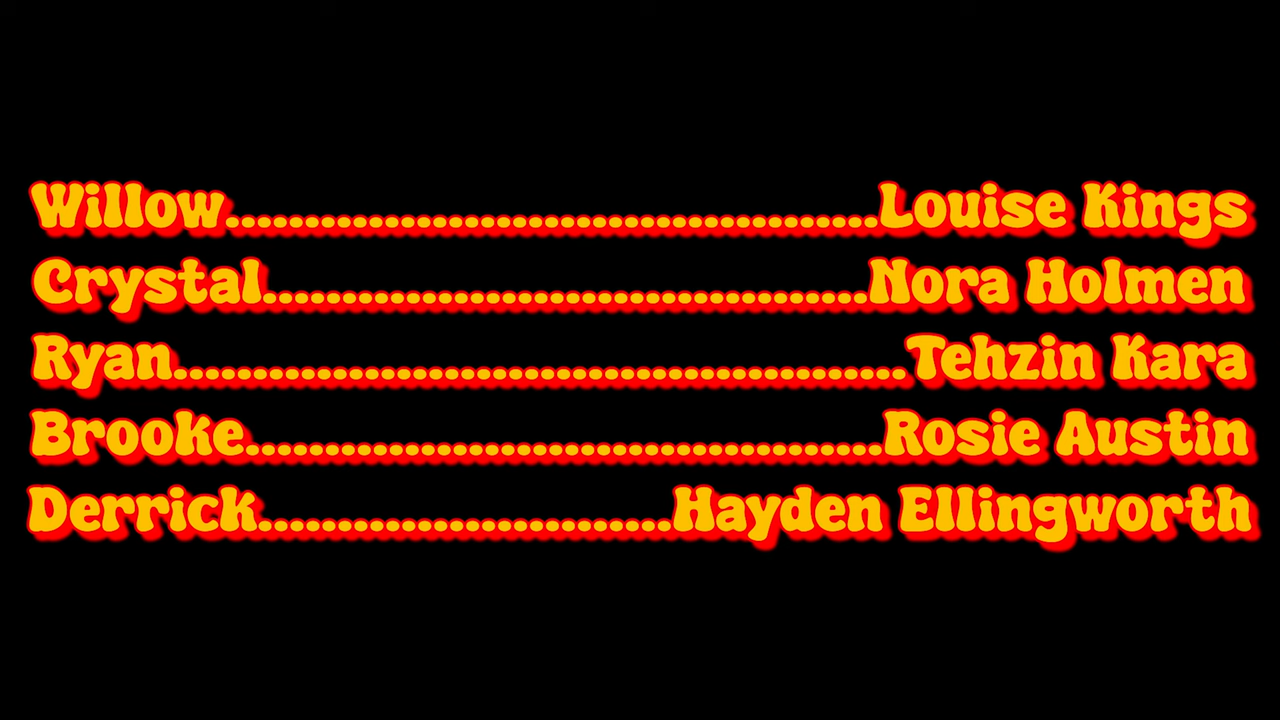 Willow.........................................Louise Kings
Crystal......................................Nora Holmen
Ryan..............................................Tehzin Kara
Brooke........................................Rosie Austin
Derrick..........................Hayden Ellingworth